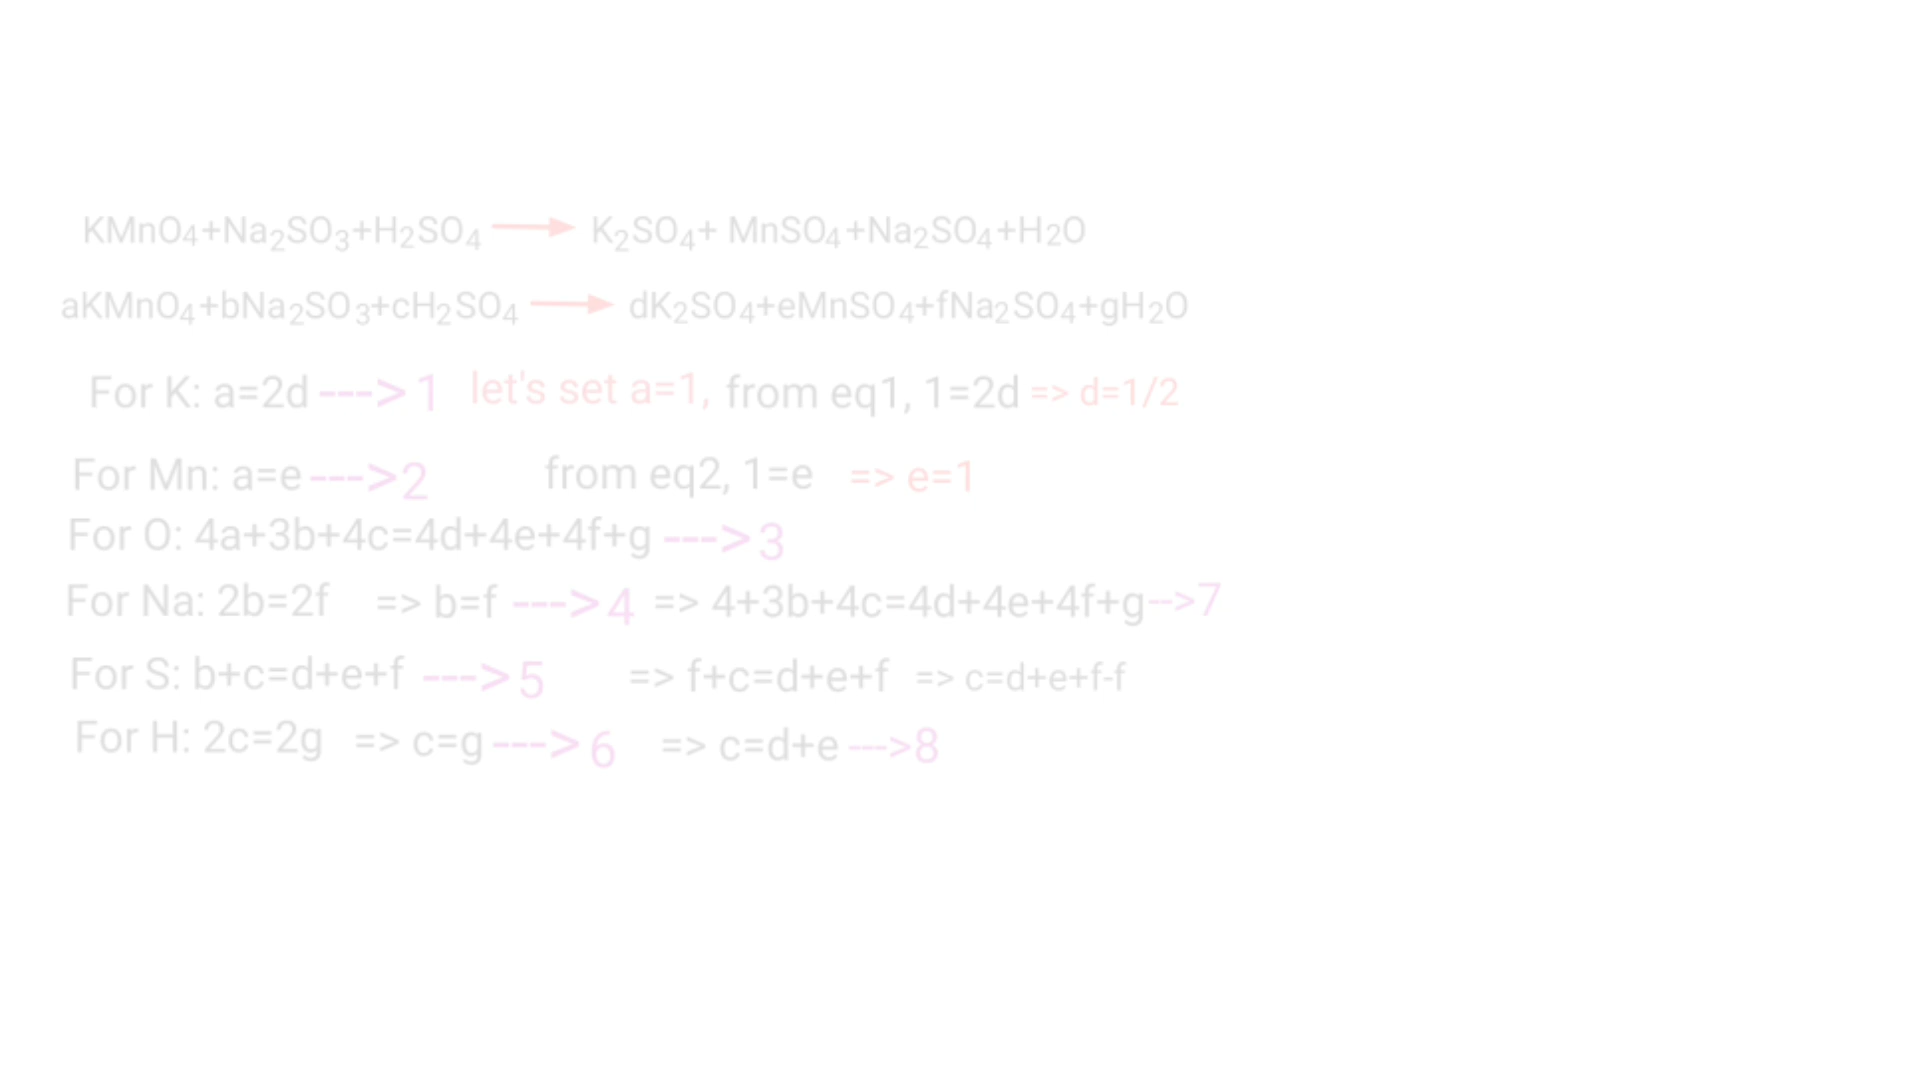 KMnO₄+Na₂SO₃+H₂SO₄ → K₂SO₄+ MnSO₄+Na₂SO₄+H₂O
aKMnO₄+bNa₂SO₃+cH₂SO₄ → dK₂SO₄+eMnSO₄+fNa₂SO₄+gH₂O
For K: a=2d --->1 let's set a=1, from eq1, 1=2d => d=1/2
For Mn: a=e --->2 from eq2, 1=e => e=1
For O: 4a+3b+4c=4d+4e+4f+g --->3
For Na: 2b=2f => b=f --->4 => 4+3b+4c=4d+4e+4f+g-->7
For S: b+c=d+e+f --->5 => f+c=d+e+f => c=d+e+f-f
For H: 2c=2g => c=g --->6 => c=d+e --->8